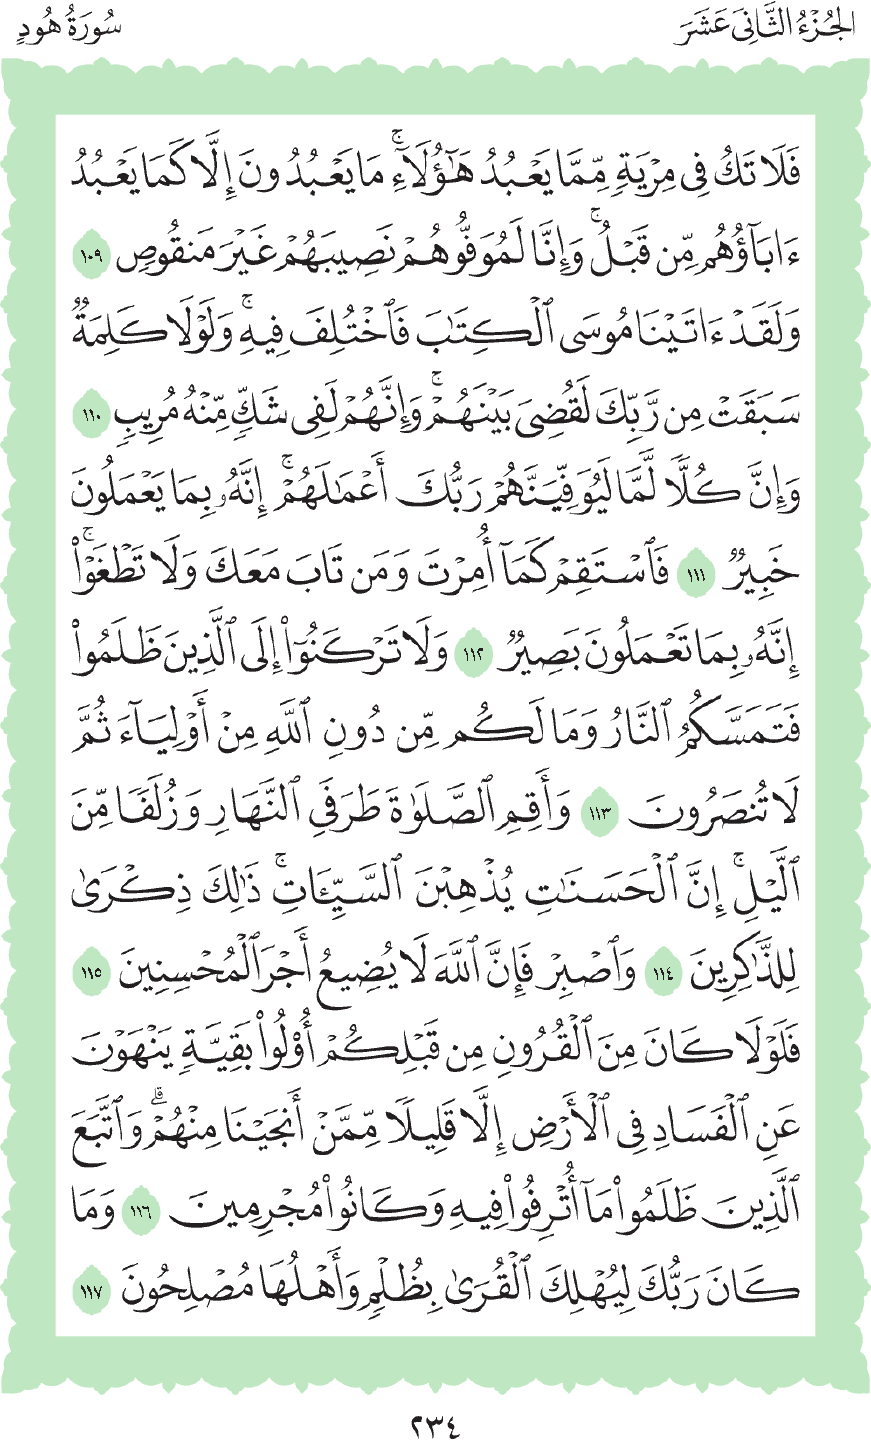 الجُزْءُ الثَّانِيَ عَشَرَ
سُورَةُ هُودٍ
فَلَا تَكُ فِى مِرْيَةٍ مِّمَّا يَعْبُدُ هَٰٓؤُلَآءِۚ مَا يَعْبُدُونَ إِلَّا كَمَا يَعْبُدُ
ءَابَآؤُهُم مِّن قَبْلُۚ وَإِنَّا لَمُوَفُّوهُمْ نَصِيبَهُمْ غَيْرَ مَنقُوصٍ ١٠٩
وَلَقَدْ ءَاتَيْنَا مُوسَى ٱلْكِتَٰبَ فَٱخْتُلِفَ فِيهِۚ وَلَوْلَا كَلِمَةٌ
سَبَقَتْ مِن رَّبِّكَ لَقُضِىَ بَيْنَهُمْۚ وَإِنَّهُمْ لَفِى شَكٍّ مِّنْهُ مُرِيبٍ ١١٠
وَإِنَّ كُلًّا لَّمَّا لَيُوَفِّيَنَّهُمْ رَبُّكَ أَعْمَٰلَهُمْۚ إِنَّهُۥ بِمَا يَعْمَلُونَ
خَبِيرٌ ١١١ فَٱسْتَقِمْ كَمَآ أُمِرْتَ وَمَن تَابَ مَعَكَ وَلَا تَطْغَوْا۟ۚ
إِنَّهُۥ بِمَا تَعْمَلُونَ بَصِيرٌ ١١٢ وَلَا تَرْكَنُوٓا۟ إِلَى ٱلَّذِينَ ظَلَمُوا۟
فَتَمَسَّكُمُ ٱلنَّارُ وَمَا لَكُم مِّن دُونِ ٱللَّهِ مِنْ أَوْلِيَآءَ ثُمَّ
لَا تُنصَرُونَ ١١٣ وَأَقِمِ ٱلصَّلَوٰةَ طَرَفَىِ ٱلنَّهَارِ وَزُلَفًا مِّنَ
ٱلَّيْلِۚ إِنَّ ٱلْحَسَنَٰتِ يُذْهِبْنَ ٱلسَّيِّـَٔاتِۚ ذَٰلِكَ ذِكْرَىٰ
لِلذَّٰكِرِينَ ١١٤ وَٱصْبِرْ فَإِنَّ ٱللَّهَ لَا يُضِيعُ أَجْرَ ٱلْمُحْسِنِينَ ١١٥
فَلَوْلَا كَانَ مِنَ ٱلْقُرُونِ مِن قَبْلِكُمْ أُو۟لُوا۟ بَقِيَّةٍ يَنْهَوْنَ
عَنِ ٱلْفَسَادِ فِى ٱلْأَرْضِ إِلَّا قَلِيلًا مِّمَّنْ أَنجَيْنَا مِنْهُمْۗ وَٱتَّبَعَ
ٱلَّذِينَ ظَلَمُوا۟ مَآ أُتْرِفُوا۟ فِيهِ وَكَانُوا۟ مُجْرِمِينَ ١١٦ وَمَا
كَانَ رَبُّكَ لِيُهْلِكَ ٱلْقُرَىٰ بِظُلْمٍ وَأَهْلُهَا مُصْلِحُونَ ١١٧
٢٣٤